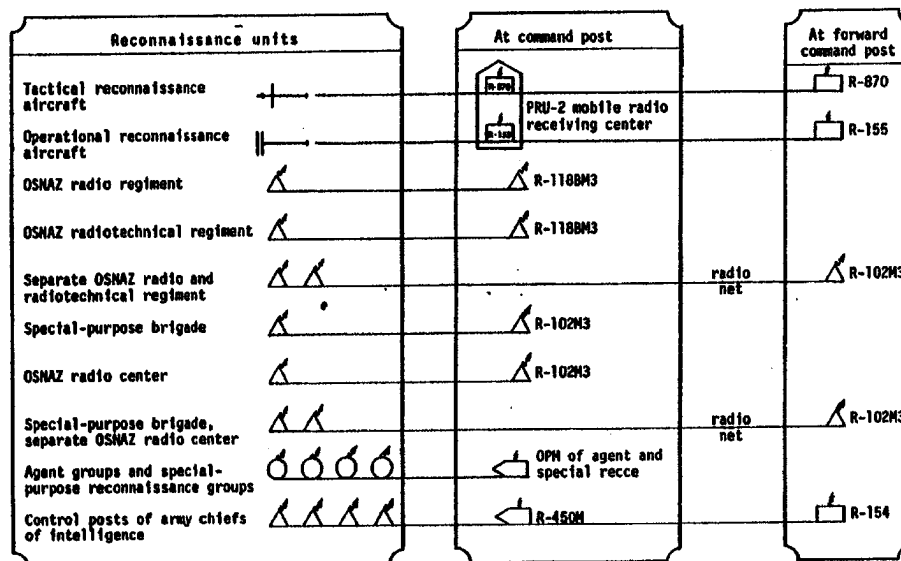 Reconnaissance units
At command post
At forward
command post
Tactical reconnaissance
aircraft
R-870
R-870
PRU-2 mobile radio
receiving center
Operational reconnaissance
aircraft
R-155
R-155
OSNAZ radio regiment
R-118BM3
OSNAZ radiotechnical regiment
R-118BM3
Separate OSNAZ radio and
radiotechnical regiment
radio
net
R-102M3
Special-purpose brigade
R-102M3
OSNAZ radio center
R-102M3
Special-purpose brigade,
separate OSNAZ radio center
radio
net
R-102M3
Agent groups and special-
purpose reconnaissance groups
OPM of agent and
special recce
Control posts of army chiefs
of intelligence
R-450M
R-154